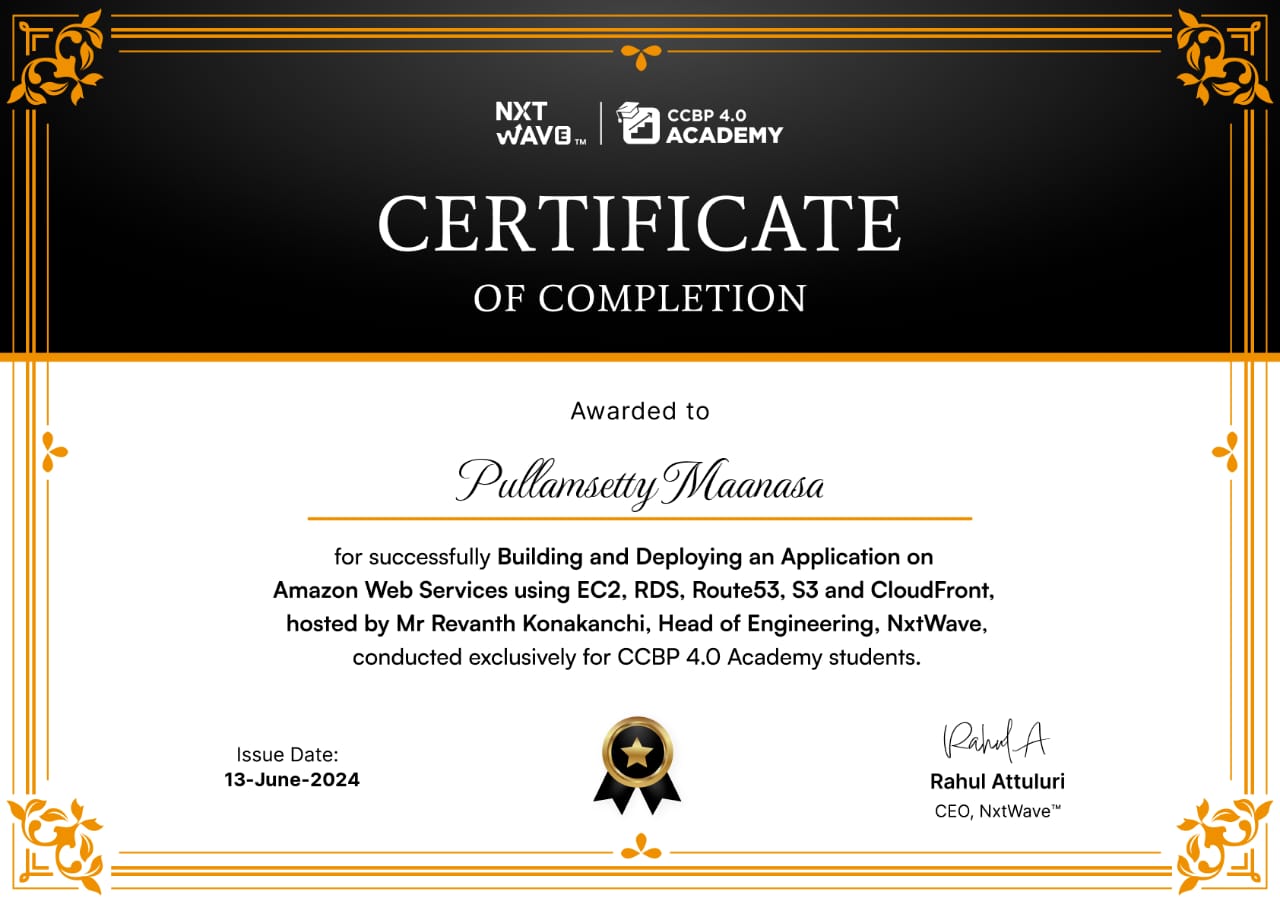 NXT
WAVE™
CCBP 4.0
ACADEMY
CERTIFICATE
OF COMPLETION
Awarded to
Pullamsetty Maanasa
for successfully Building and Deploying an Application on
Amazon Web Services using EC2, RDS, Route53, S3 and CloudFront,
hosted by Mr Revanth Konakanchi, Head of Engineering, NxtWave,
conducted exclusively for CCBP 4.0 Academy students.
Issue Date:
13-June-2024
Rahul A
Rahul Attuluri
CEO, NxtWave™